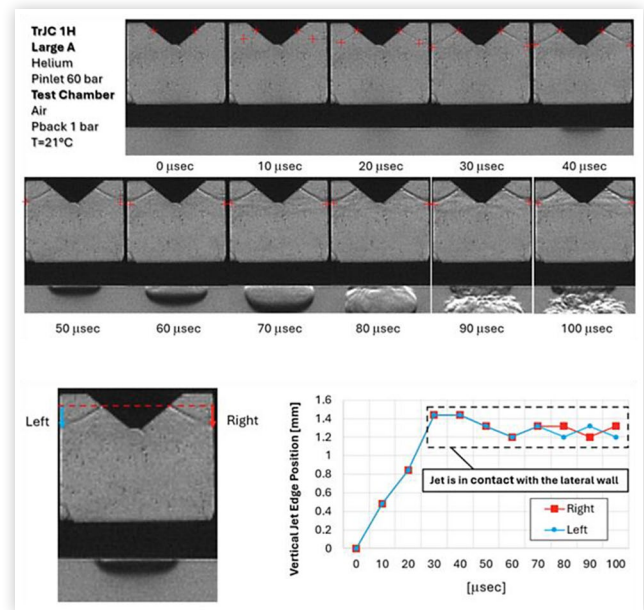 TrJC 1H
Large A
Helium
Pinlet 60 bar
Test Chamber
Air
Pback 1 bar
T=21°C
0 µsec
10 µsec
20 µsec
30 µsec
40 µsec
50 µsec
60 µsec
70 µsec
80 µsec
90 µsec
100 µsec
Left
Right
Vertical Jet Edge Position [mm]
1.6
1.4
1.2
1.0
0.8
0.6
0.4
0.2
0
Jet is in contact with the lateral wall
Right
Left
0 10 20 30 40 50 60 70 80 90 100
[µsec]